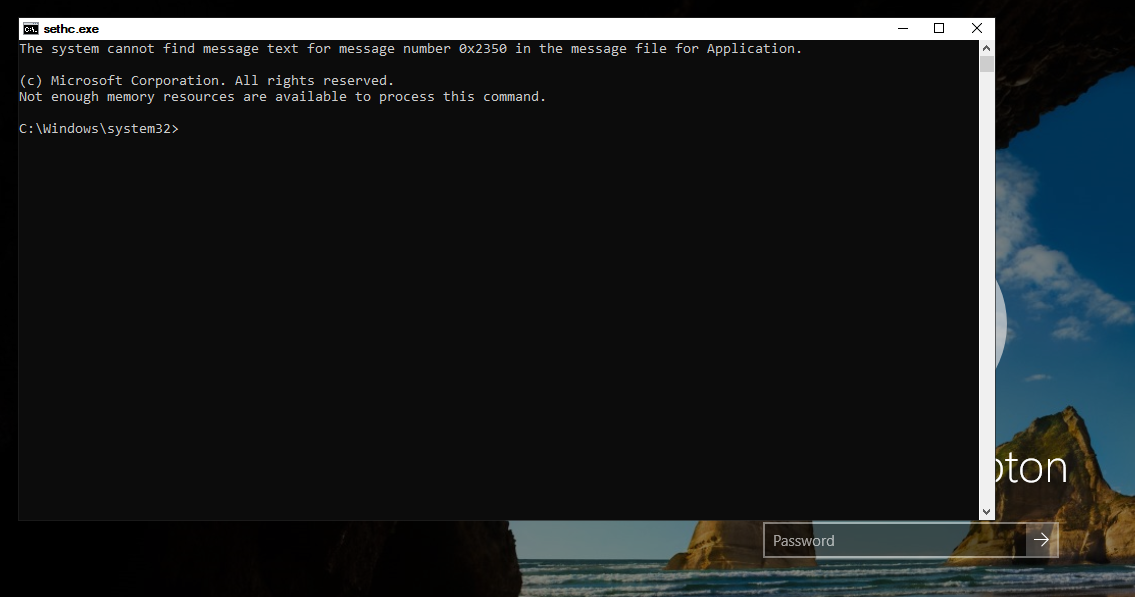 sethc.exe
The system cannot find message text for message number 0x2350 in the message file for Application.
(c) Microsoft Corporation. All rights reserved.
Not enough memory resources are available to process this command.
C:\Windows\system32>
pton
Password